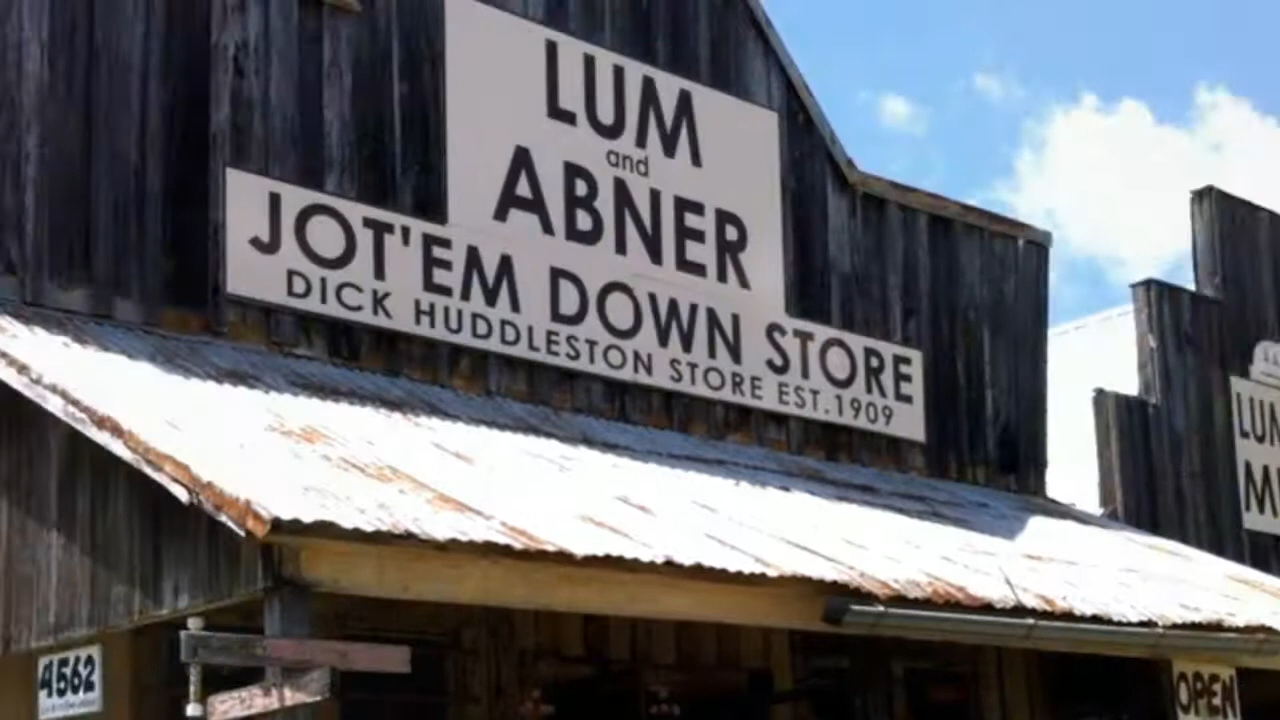 LUM
and
ABNER
JOT'EM DOWN STORE
DICK HUDDLESTON STORE EST.1909
4562
OPEN